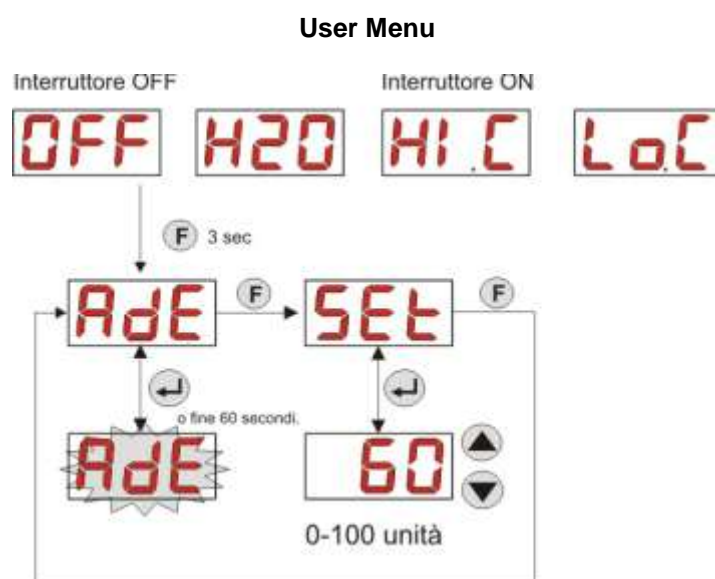 User Menu
Interruttore OFF
Interruttore ON
OFF H2O HI.C Lo.C
F 3 sec
AdE F SEt F
o fine 60 secondi.
AdE 60
0-100 unità